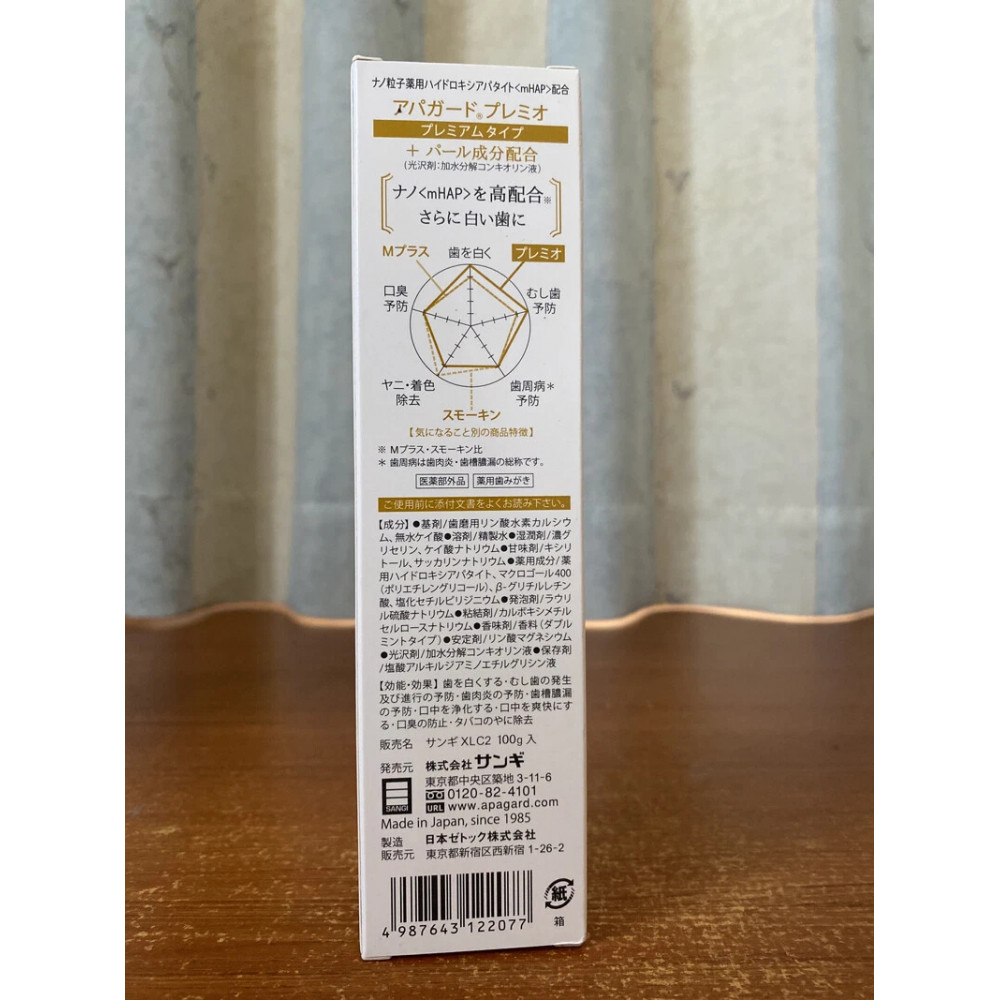 ナノ粒子薬用ハイドロキシアパタイト<mHAP>配合
アパガード®プレミオ
プレミアムタイプ
+ パール成分配合
(光沢剤:加水分解コンキオリン液)
ナノ<mHAP>を高配合※
さらに白い歯に
Mプラス
歯を白く
プレミオ
口臭
予防
むし歯
予防
ヤニ・着色
除去
歯周病*
予防
スモーキン
【気になること別の商品特徴】
※ Mプラス・スモーキン比
* 歯周病は歯肉炎・歯槽膿漏の総称です。
医薬部外品 薬用歯みがき
ご使用前に添付文書をよくお読み下さい。
【成分】●基剤/歯磨用リン酸水素カルシウ
ム、無水ケイ酸●溶剤/精製水●湿潤剤/濃グ
リセリン、ケイ酸ナトリウム●甘味剤/キシリ
トール、サッカリンナトリウム●薬用成分/薬
用ハイドロキシアパタイト、マクロゴール400
(ポリエチレングリコール)、β-グリチルレチン
酸、塩化セチルピリジニウム●発泡剤/ラウリ
ル硫酸ナトリウム●粘結剤/カルボキシメチル
セルロースナトリウム●香味剤/香料(ダブル
ミントタイプ)●安定剤/リン酸マグネシウム
●光沢剤/加水分解コンキオリン液●保存剤
/塩酸アルキルジアミノエチルグリシン液
【効能・効果】歯を白くする・むし歯の発生
及び進行の予防・歯肉炎の予防・歯槽膿漏
の予防・口中を浄化する・口中を爽快にす
る・口臭の防止・タバコのやに除去
販売名 サンギXLC2 100g入
発売元 株式会社サンギ
東京都中央区築地 3-11-6
0120-82-4101
SANGI
URL www.apagard.com
Made in Japan, since 1985
製造 日本ゼトック株式会社
販売元 東京都新宿区西新宿 1-26-2
4 987643 122077
紙
箱